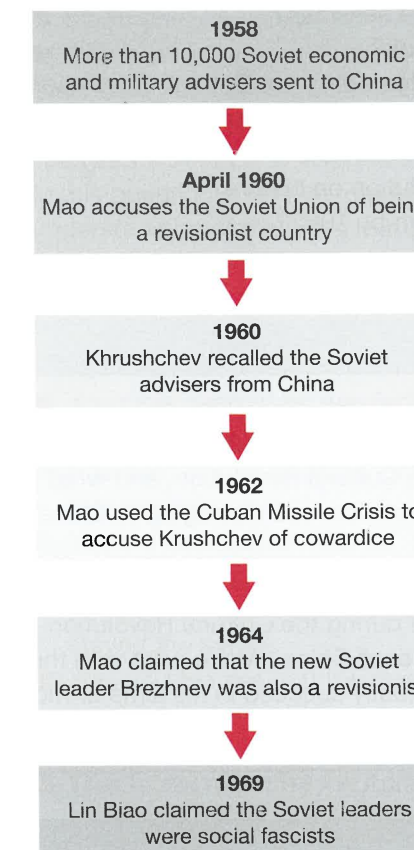 1958
More than 10,000 Soviet economic
and military advisers sent to China
April 1960
Mao accuses the Soviet Union of bein
a revisionist country
1960
Khrushchev recalled the Soviet
advisers from China
1962
Mao used the Cuban Missile Crisis to
accuse Krushchev of cowardice
1964
Mao claimed that the new Soviet
leader Brezhnev was also a revisionis
1969
Lin Biao claimed the Soviet leaders
were social fascists